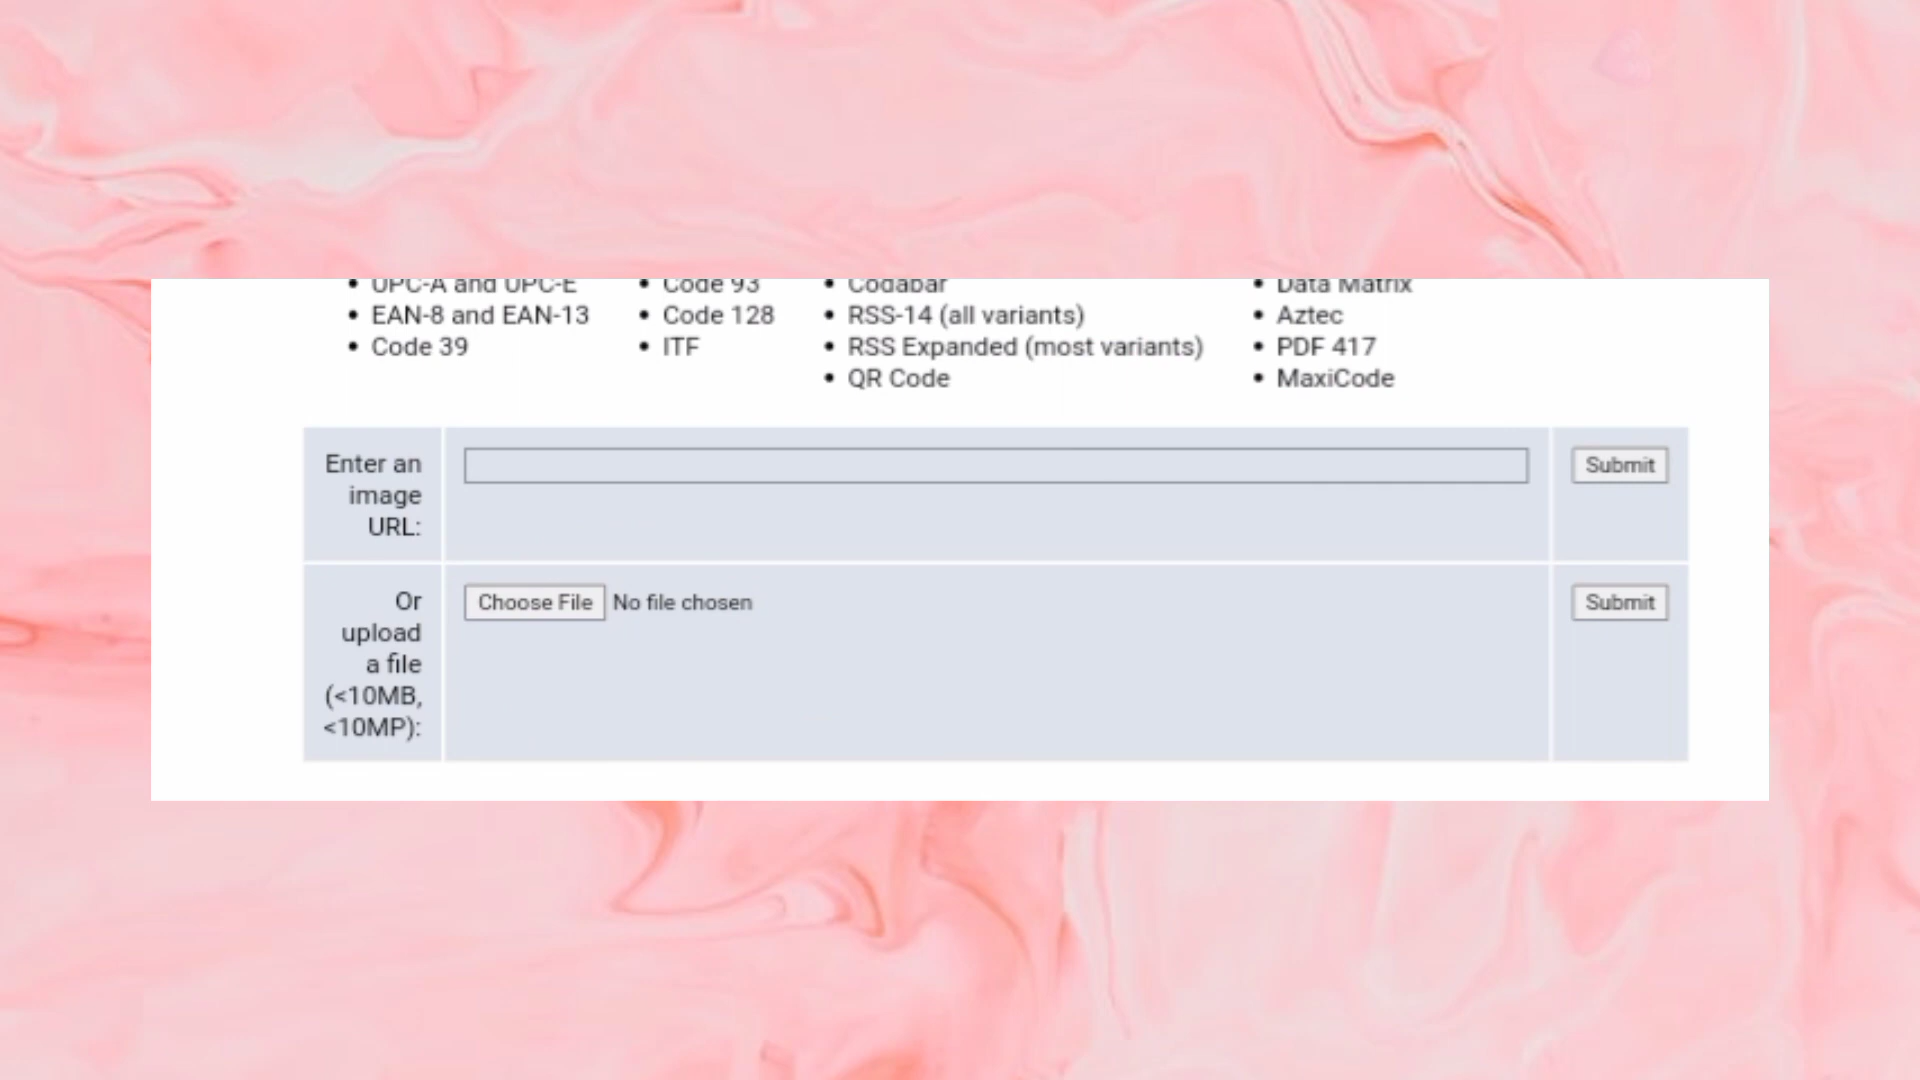 UPC-A and UPC-E
EAN-8 and EAN-13
Code 39
Code 93
Code 128
ITF
Codabar
RSS-14 (all variants)
RSS Expanded (most variants)
QR Code
Data Matrix
Aztec
PDF 417
MaxiCode
Enter an
image
URL:
Submit
Or
upload
a file
(<10MB,
<10MP):
Choose File No file chosen
Submit